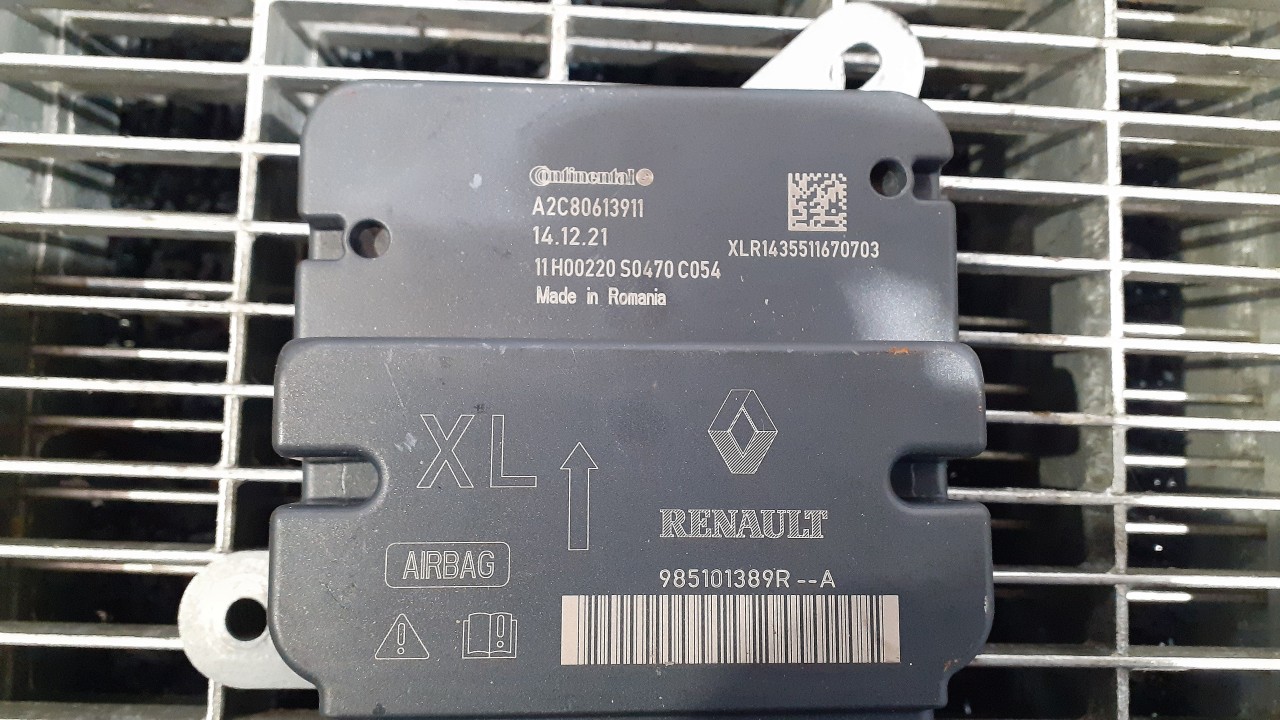 Continental
A2C80613911
14.12.21
XLR1435511670703
11H00220 S0470 C054
Made in Romania
XL
RENAULT
AIRBAG
985101389R --A